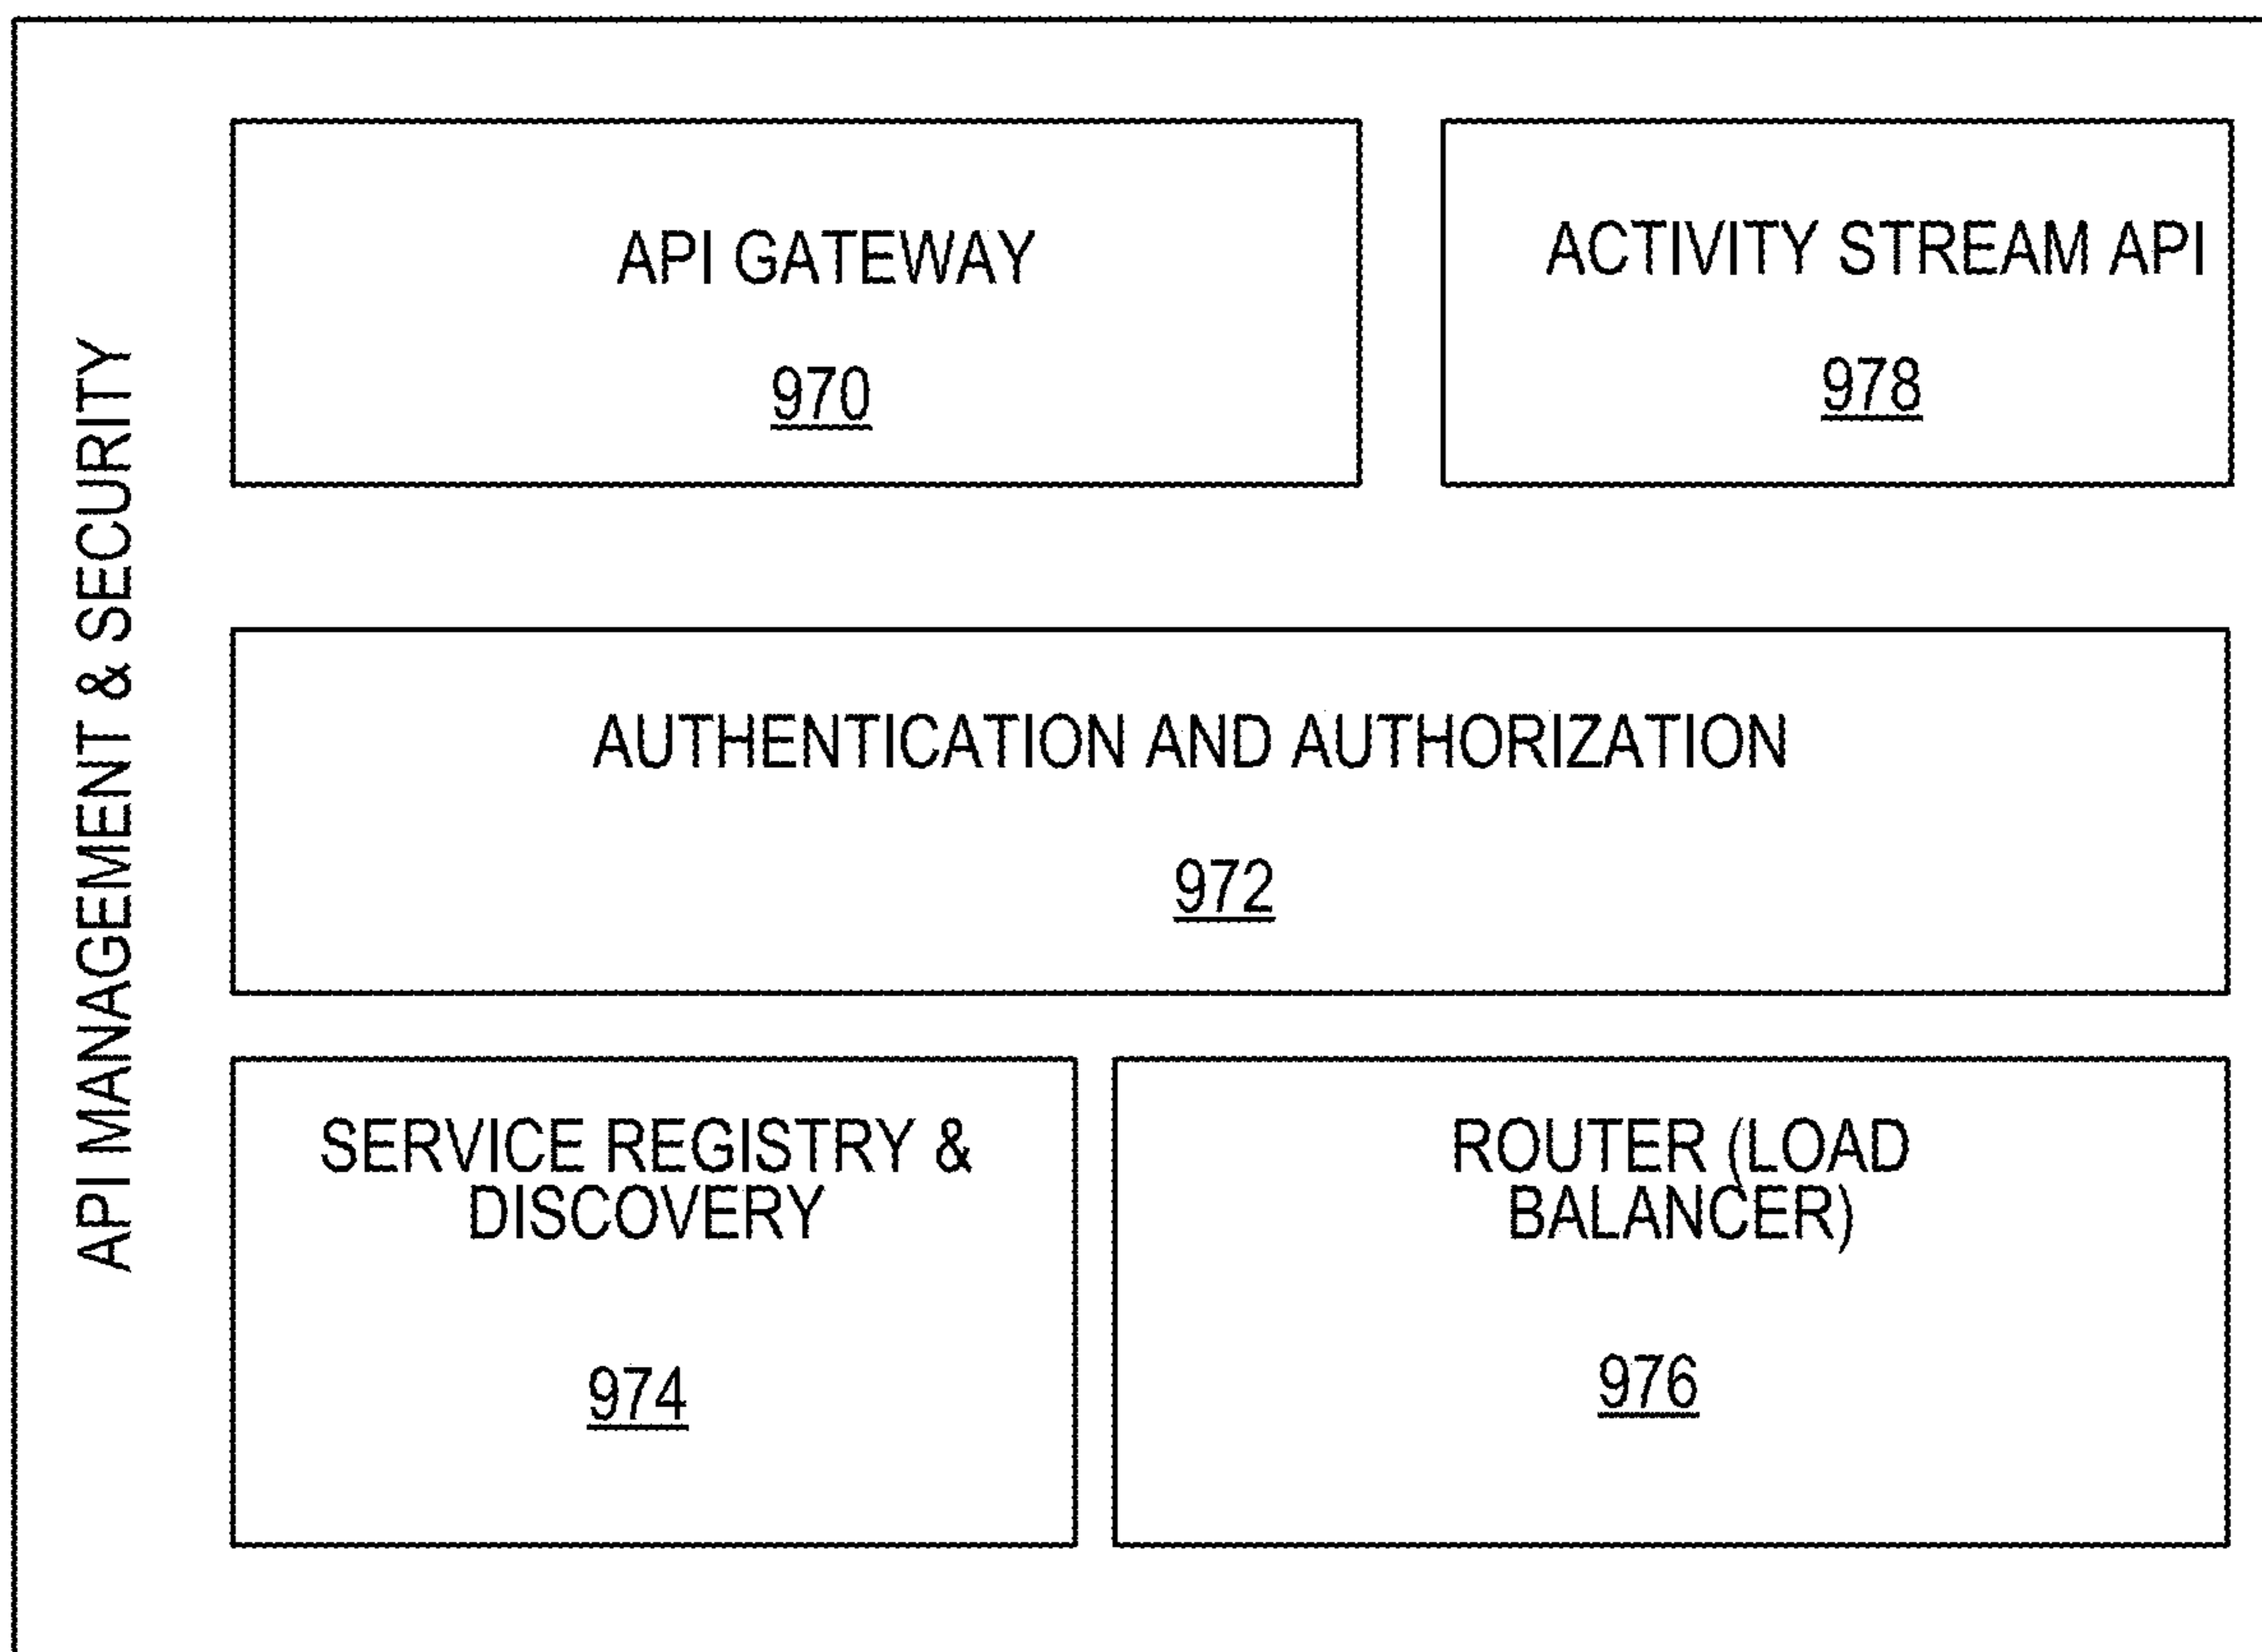 API MANAGEMENT & SECURITY
API GATEWAY
970
ACTIVITY STREAM API
978
AUTHENTICATION AND AUTHORIZATION
972
SERVICE REGISTRY &
DISCOVERY
974
ROUTER (LOAD
BALANCER)
976